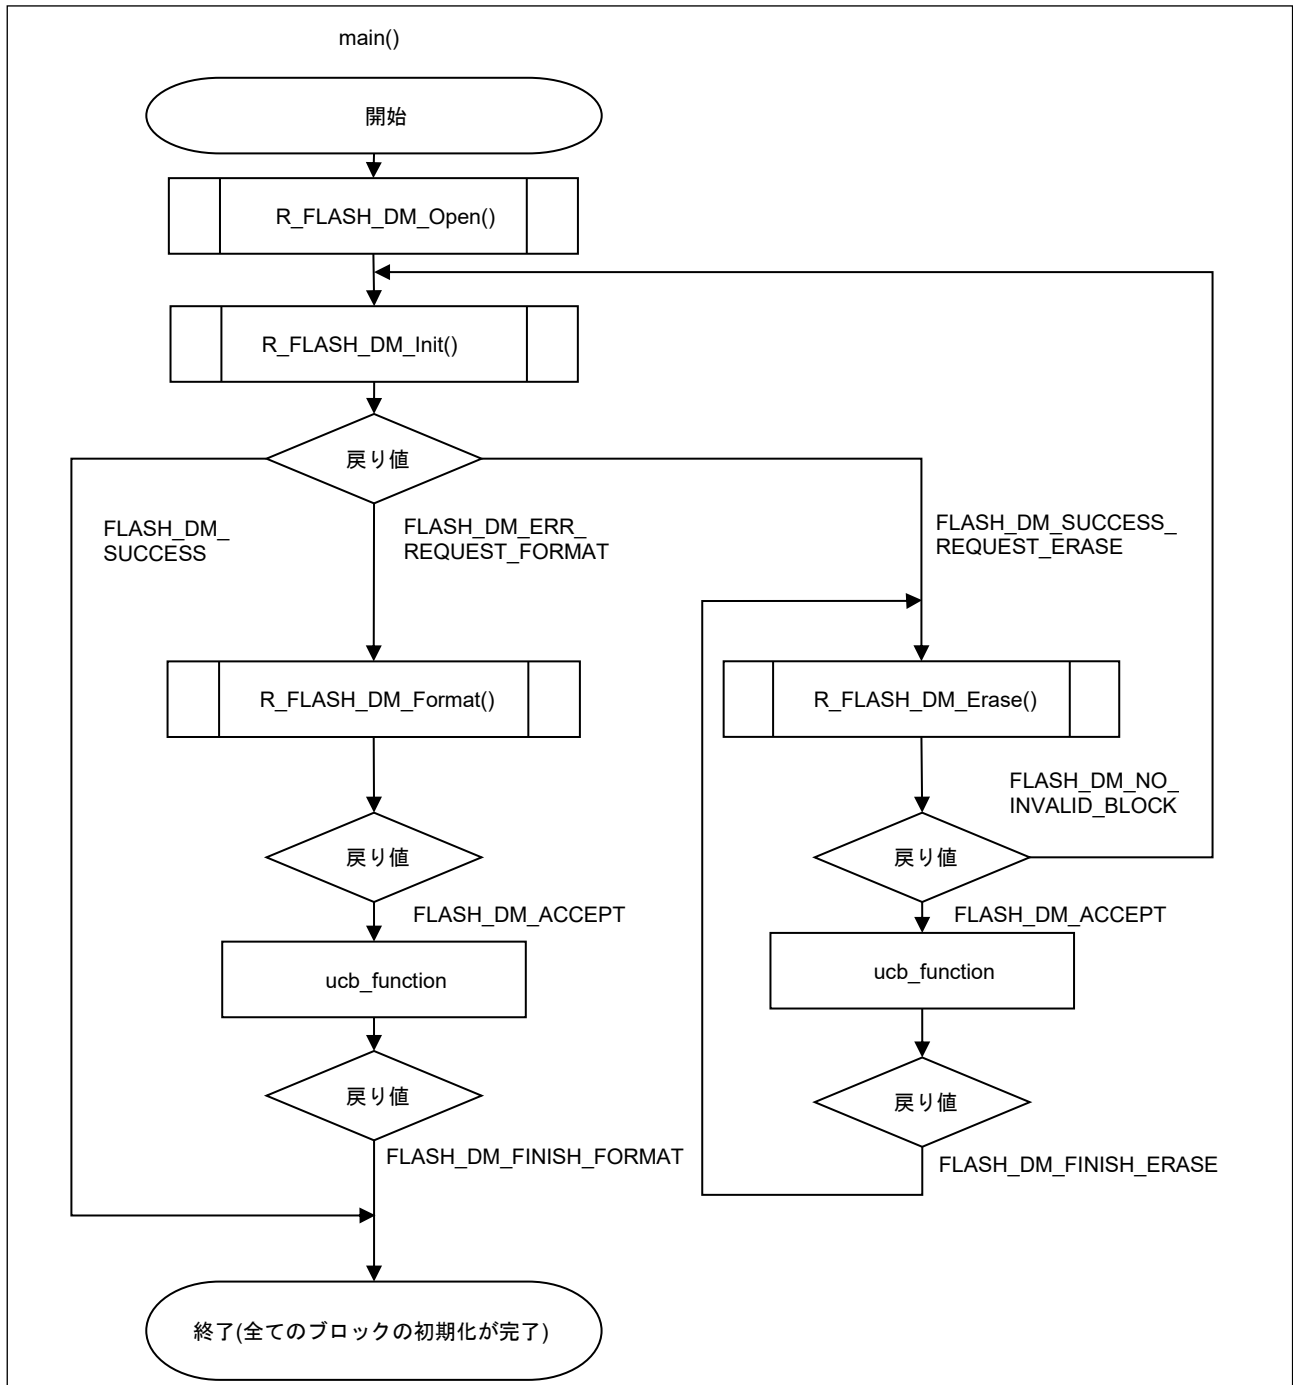 main()
開始
R_FLASH_DM_Open()
R_FLASH_DM_Init()
戻り値
FLASH_DM_
SUCCESS
FLASH_DM_ERR_
REQUEST_FORMAT
FLASH_DM_SUCCESS_
REQUEST_ERASE
R_FLASH_DM_Format()
R_FLASH_DM_Erase()
FLASH_DM_NO_
INVALID_BLOCK
戻り値
戻り値
FLASH_DM_ACCEPT
FLASH_DM_ACCEPT
ucb_function
ucb_function
戻り値
戻り値
FLASH_DM_FINISH_FORMAT
FLASH_DM_FINISH_ERASE
終了(全てのブロックの初期化が完了)